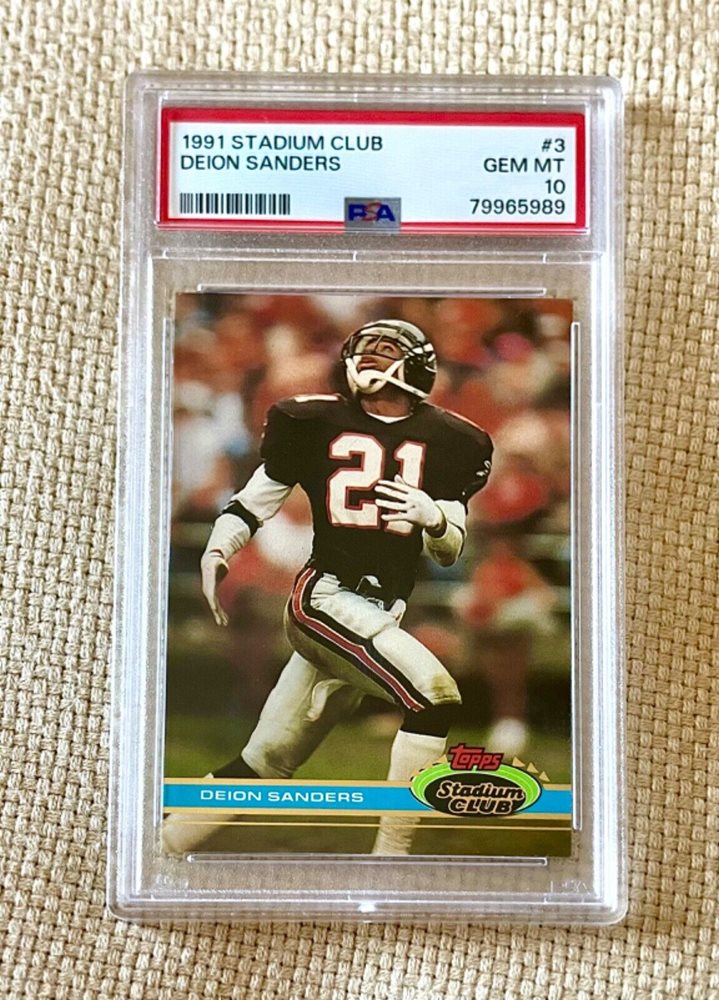 1991 STADIUM CLUB #3
DEION SANDERS GEM MT
10
PSA 79965989
21
Topps
Stadium
CLUB
DEION SANDERS